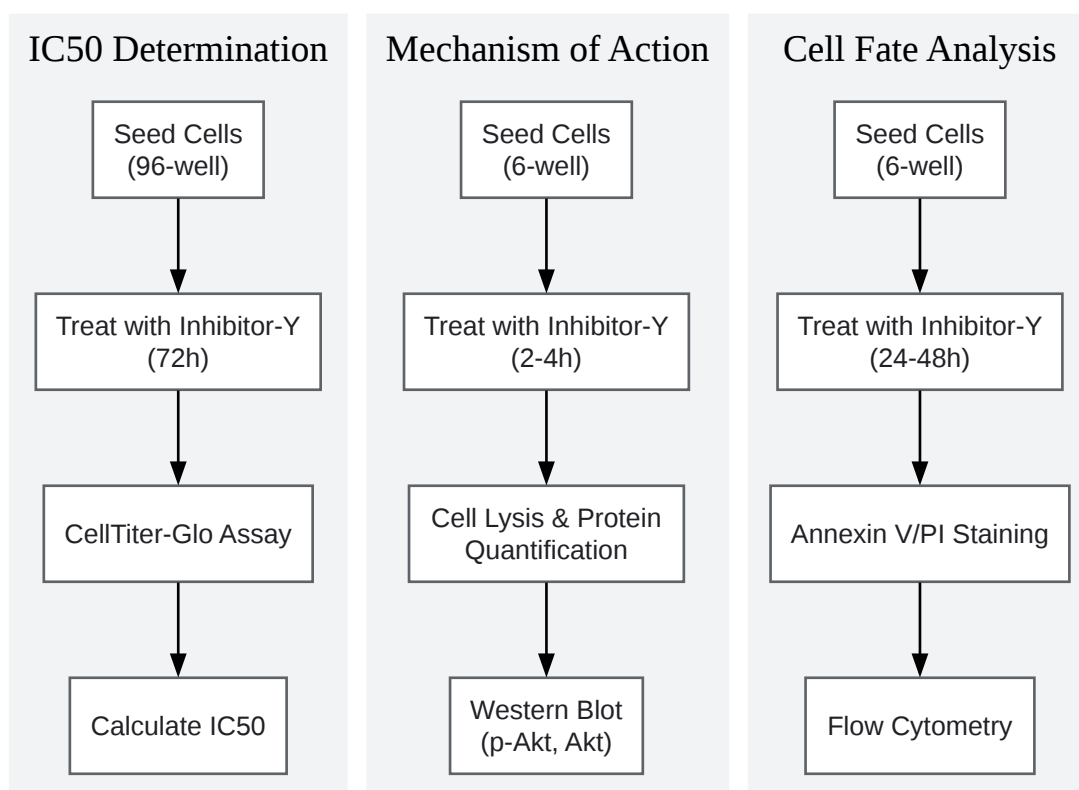 IC50 Determination
Seed Cells
(96-well)
Treat with Inhibitor-Y
(72h)
CellTiter-Glo Assay
Calculate IC50
Mechanism of Action
Seed Cells
(6-well)
Treat with Inhibitor-Y
(2-4h)
Cell Lysis & Protein
Quantification
Western Blot
(p-Akt, Akt)
Cell Fate Analysis
Seed Cells
(6-well)
Treat with Inhibitor-Y
(24-48h)
Annexin V/PI Staining
Flow Cytometry